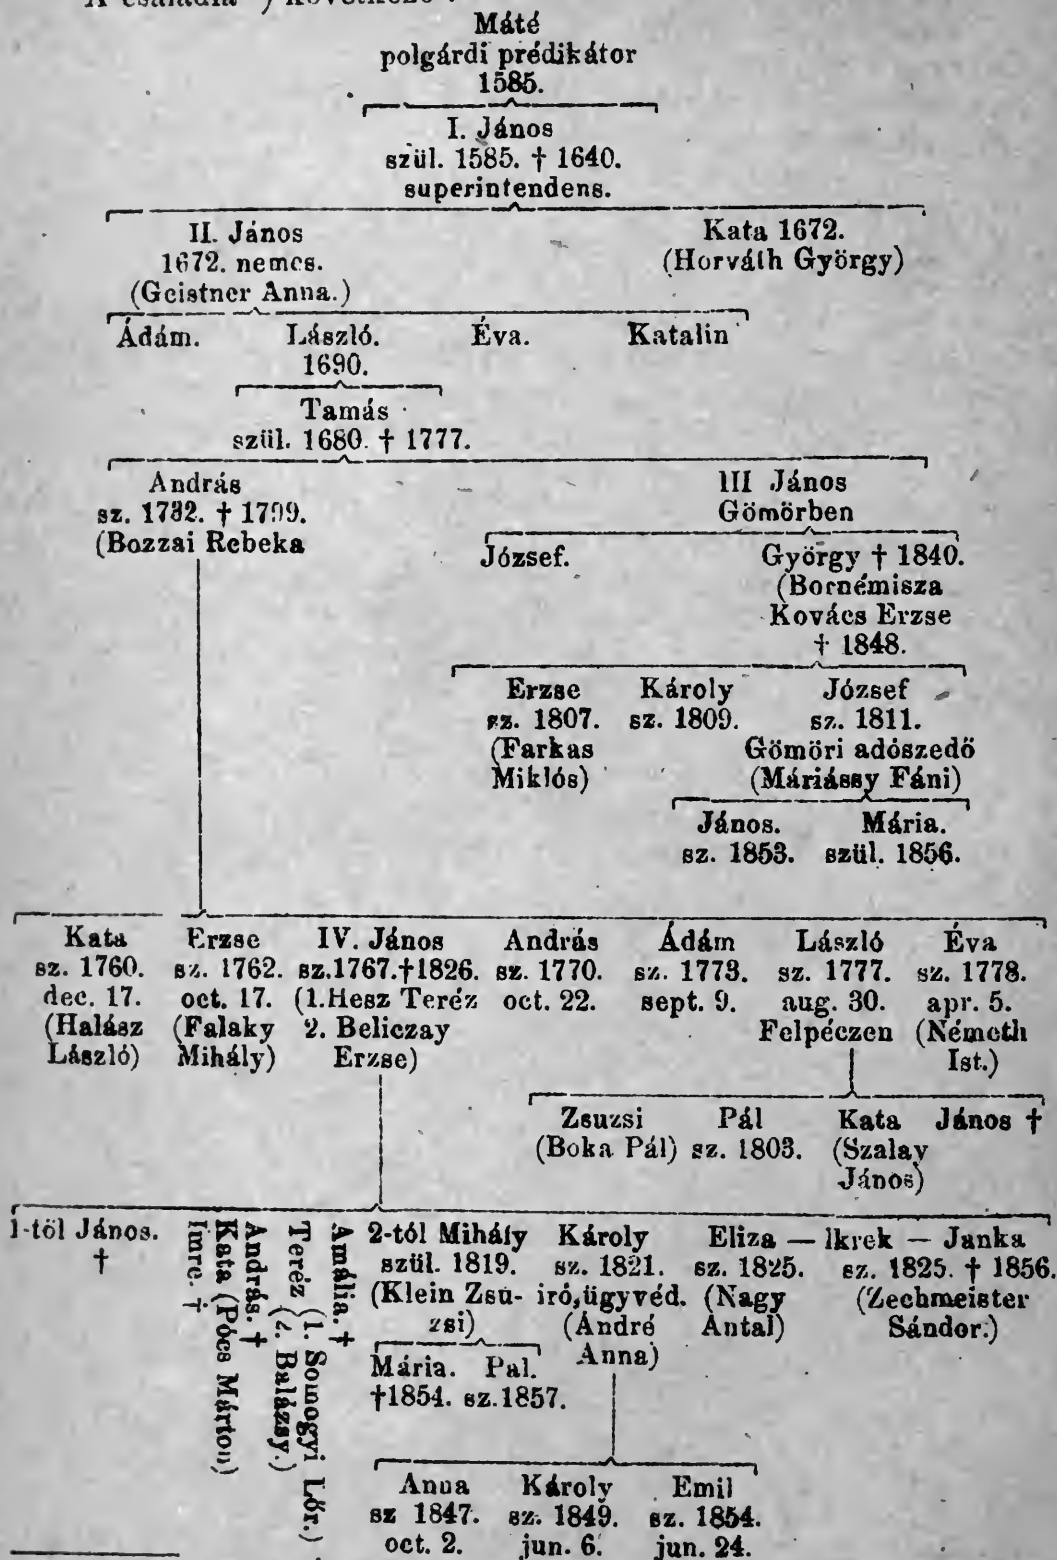 A családfa *) következő :
Máté
polgárdi prédikátor
1585.
I. János
szül. 1585. † 1640.
superintendens.
II. János
1672. nemes.
(Geistner Anna.)
Kata 1672.
(Horváth György)
Ádám.
László.
1690.
Éva.
Katalin
Tamás
szül. 1680. † 1777.
András
sz. 1732. † 1799.
(Bozzai Rebeka
III János
Gömörben
József.
György † 1840.
(Bornémisza
Kovács Erzse
† 1848.
Erzse
sz. 1807.
(Farkas
Miklós)
Károly
sz. 1809.
József
sz. 1811.
Gömöri adószedő
(Máriássy Fáni)
János.
sz. 1853.
Mária.
szül. 1856.
Kata
sz. 1760.
dec. 17.
(Halász
László)
Erzse
sz. 1762.
oct. 17.
(Falaky
Mihály)
IV. János
sz.1767.†1826.
(1.Hesz Teréz
2. Beliczay
Erzse)
András
sz. 1770.
oct. 22.
Ádám
sz. 1773.
sept. 9.
László
sz. 1777.
aug. 30.
Felpéczen
Éva
sz. 1778.
apr. 5.
(Németh
Ist.)
Zsuzsi
(Boka Pál)
Pál
sz. 1803.
Kata
(Szalay
János)
János †
1-től János.
†
Imre. †
Kata (Pócs Márton)
András. †
Teréz (1. Somogyi Lőr.)
(2. Balázsy.)
Amália. †
2-tól Mihály
szül. 1819.
(Klein Zsu-
zsi)
Károly
sz. 1821.
iró,ügyvéd.
(André
Anna)
Eliza — Ikrek — Janka
sz. 1825.
(Nagy
Antal)
sz. 1825. † 1856.
(Zechmeister
Sándor.)
Mária.
†1854.
Pal.
sz.1857.
Anna
sz 1847.
oct. 2.
Károly
sz. 1849.
jun. 6.
Emil
sz. 1854.
jun. 24.